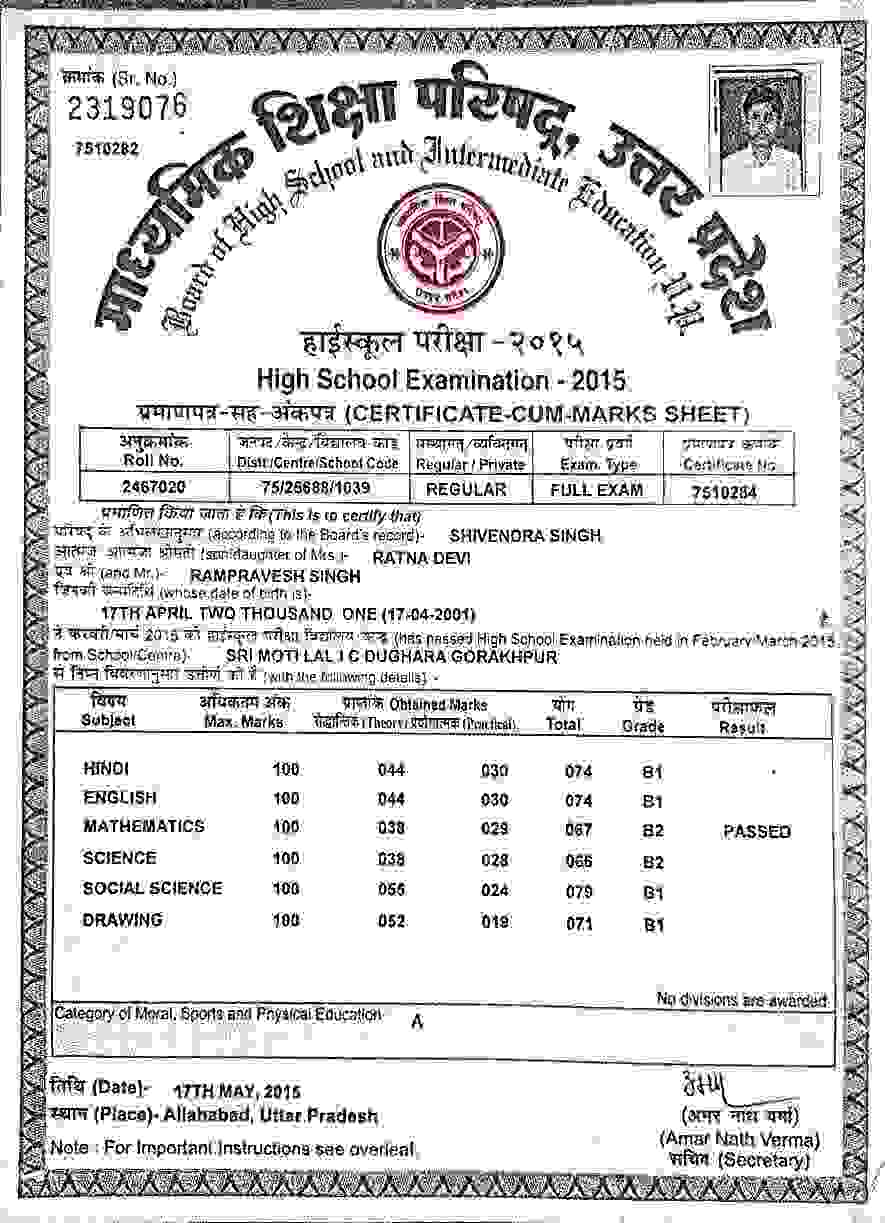 क्रमांक (Sr. No.)
2319076
7510282
माध्यमिक शिक्षा परिषद, उत्तर प्रदेश
Board of High School and Intermediate Education, U.P.
हाईस्कूल परीक्षा -२०१५
High School Examination - 2015
प्रमाणपत्र-सह-अंकपत्र (CERTIFICATE-CUM-MARKS SHEET)
अनुक्रमांक जनपद/केन्द्र/विद्यालय कोड संस्थागत/व्यक्तिगत परीक्षा प्रवर्ग प्रमाणपत्र क्रमांक
Roll No. Distt/Centre/School Code Regular / Private Exam. Type Certificate No.
2467020 75/25688/1039 REGULAR FULL EXAM 7510284
प्रमाणित किया जाता है कि (This is to certify that)
परिषद के अभिलेखानुसार (according to the Board's record)- SHIVENDRA SINGH
आत्मज आत्मजा श्रीमती (son/daughter of Mrs.)- RATNA DEVI
एवं श्री (and Mr.)- RAMPRAVESH SINGH
जिसकी जन्मतिथि (whose date of birth is)-
17TH APRIL TWO THOUSAND ONE (17-04-2001) है,
ने फरवरी/मार्च 2015 की हाईस्कूल परीक्षा विद्यालय केन्द्र (has passed High School Examination held in February/March 2015
from School/Centre)- SRI MOTI LAL I C DUGHARA GORAKHPUR
से निम्न विवरणानुसार उत्तीर्ण की है (with the following details) -
विषय अधिकतम अंक प्राप्तांक Obtained Marks योग ग्रेड परीक्षाफल
Subject Max. Marks सैद्धान्तिक (Theory) प्रयोगात्मक (Practical) Total Grade Result
HINDI 100 044 030 074 B1
ENGLISH 100 044 030 074 B1
MATHEMATICS 100 038 029 067 B2 PASSED
SCIENCE 100 038 028 066 B2
SOCIAL SCIENCE 100 055 024 079 B1
DRAWING 100 052 019 071 B1
No divisions are awarded.
Category of Moral, Sports and Physical Education A
तिथि (Date)- 17TH MAY, 2015
स्थान (Place)- Allahabad, Uttar Pradesh
(अमर नाथ वर्मा)
(Amar Nath Verma)
Note : For Important Instructions see overleaf.
सचिव (Secretary)